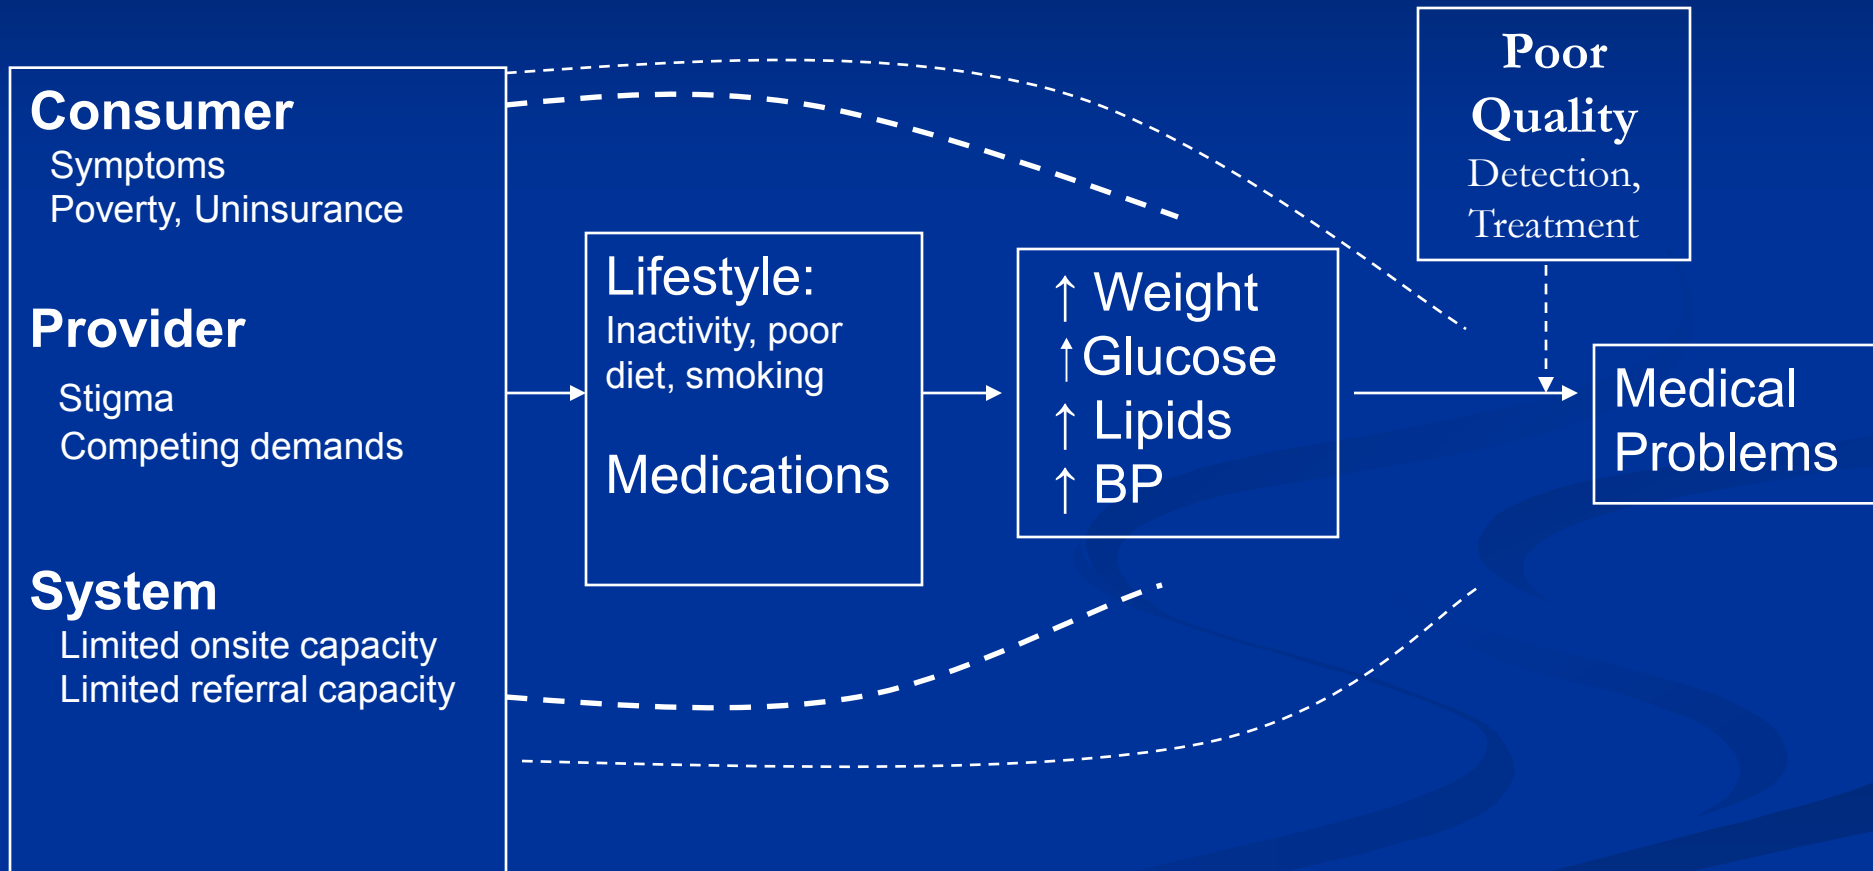 Consumer
Symptoms
Poverty, Uninsurance
Provider
Stigma
Competing demands
System
Limited onsite capacity
Limited referral capacity
Lifestyle:
Inactivity, poor
diet, smoking
Medications
↑ Weight
↑ Glucose
↑ Lipids
↑ BP
Poor
Quality
Detection,
Treatment
Medical
Problems